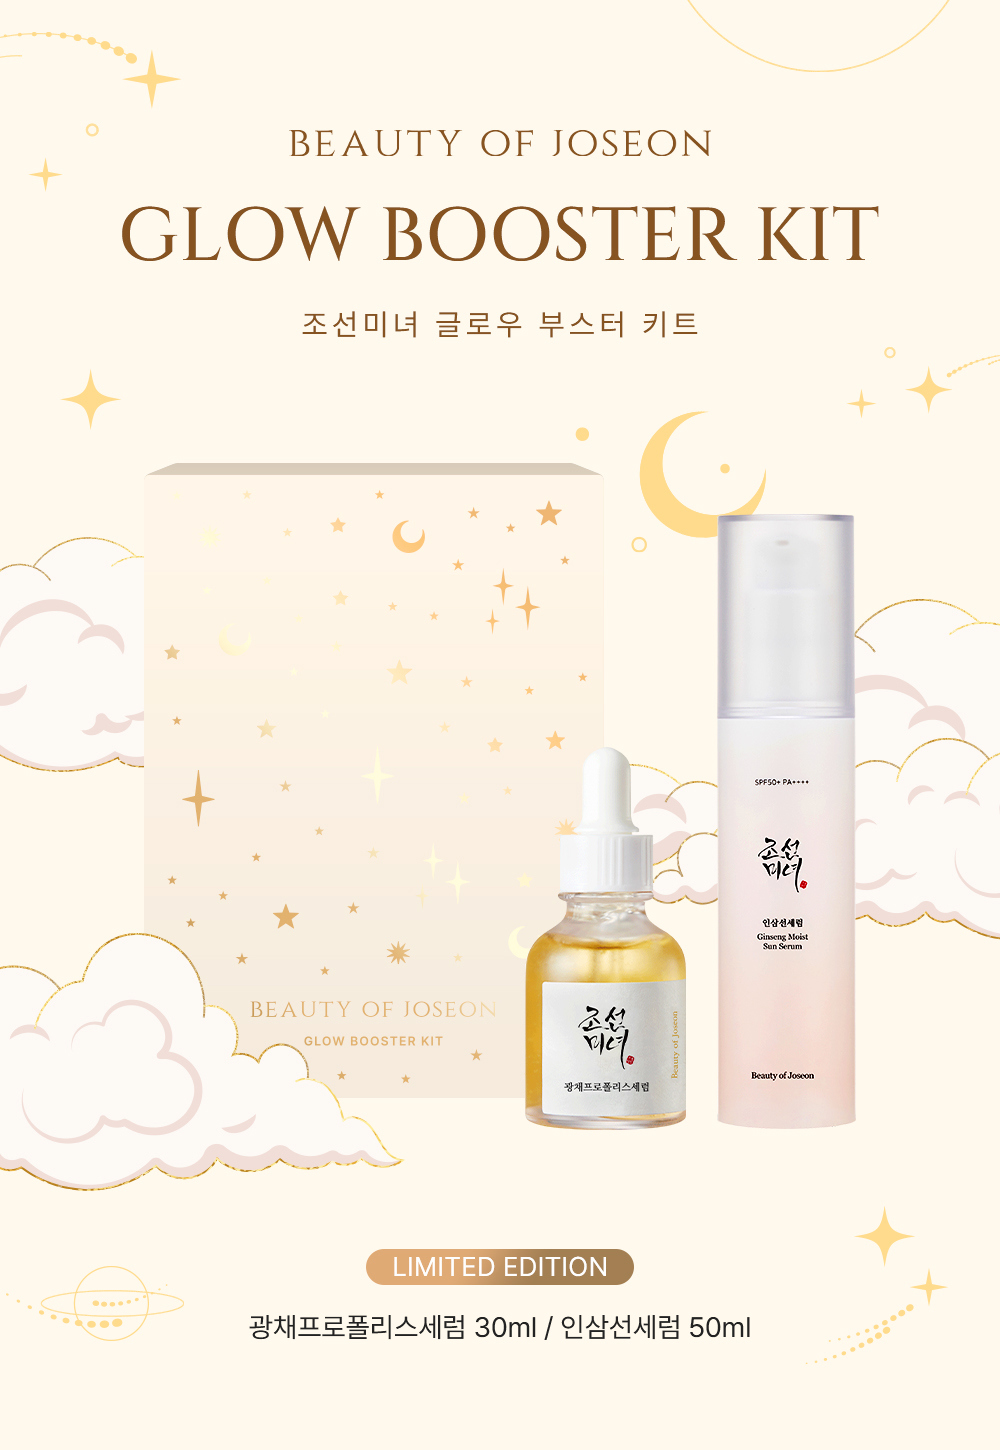 BEAUTY OF JOSEON
GLOW BOOSTER KIT
조선미녀 글로우 부스터 키트
BEAUTY OF JOSEON
GLOW BOOSTER KIT
조선
미녀
광채프로폴리스세럼
Beauty of Joseon
SPF50+ PA++++
조선
미녀
인삼선세럼
Ginseng Moist
Sun Serum
Beauty of Joseon
LIMITED EDITION
광채프로폴리스세럼 30ml / 인삼선세럼 50ml